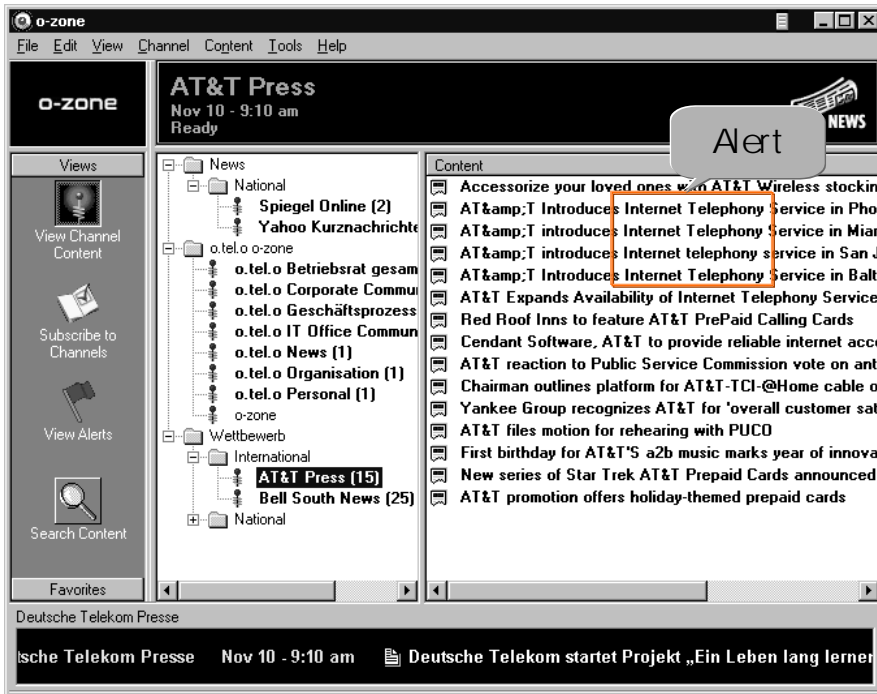 o-zone
File Edit View Channel Content Tools Help
o-zone
AT&T Press
Nov 10 - 9:10 am
Ready
NEWS
Alert
Views
View Channel
Content
Subscribe to
Channels
View Alerts
Search Content
Favorites
News
National
Spiegel Online (2)
Yahoo Kurznachrichte
o.tel.o o-zone
o.tel.o Betriebsrat gesam
o.tel.o Corporate Commu
o.tel.o Geschäftsprozess
o.tel.o IT Office Commun
o.tel.o News (1)
o.tel.o Organisation (1)
o.tel.o Personal (1)
o-zone
Wettbewerb
International
AT&T Press (15)
Bell South News (25)
National
Content
Accessorize your loved ones with AT&T Wireless stockin
AT&amp;T Introduces Internet Telephony Service in Pho
AT&amp;T introduces Internet Telephony Service in Miar
AT&amp;T introduces Internet telephony service in San J
AT&amp;T Introduces Internet Telephony Service in Balt
AT&T Expands Availability of Internet Telephony Service
Red Roof Inns to feature AT&T PrePaid Calling Cards
Cendant Software, AT&T to provide reliable internet acce
AT&T reaction to Public Service Commission vote on ant
Chairman outlines platform for AT&T-TCI-@Home cable o
Yankee Group recognizes AT&T for 'overall customer sat
AT&T files motion for rehearing with PUCO
First birthday for AT&T'S a2b music marks year of innova
New series of Star Trek AT&T Prepaid Cards announced
AT&T promotion offers holiday-themed prepaid cards
Deutsche Telekom Presse
tsche Telekom Presse Nov 10 - 9:10 am Deutsche Telekom startet Projekt „Ein Leben lang lerner